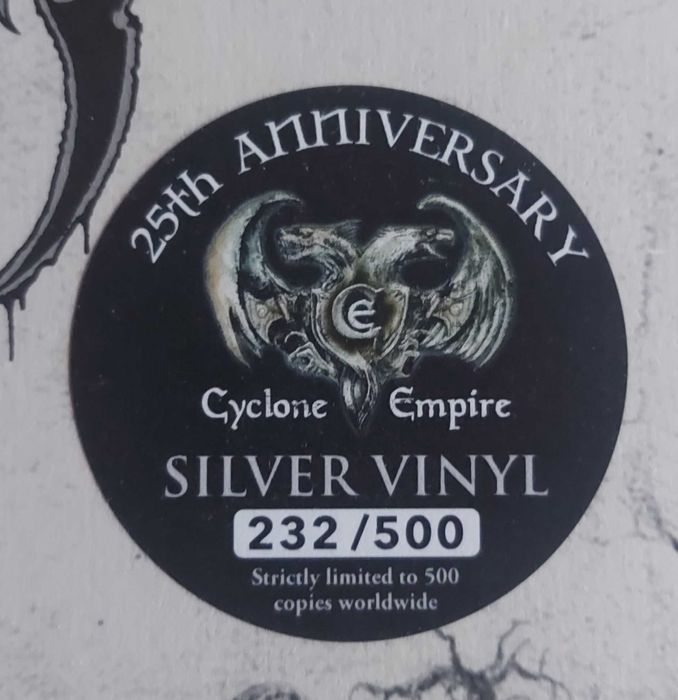 25th ANNIVERSARY
CE
Cyclone Empire
SILVER VINYL
232/500
Strictly limited to 500
copies worldwide